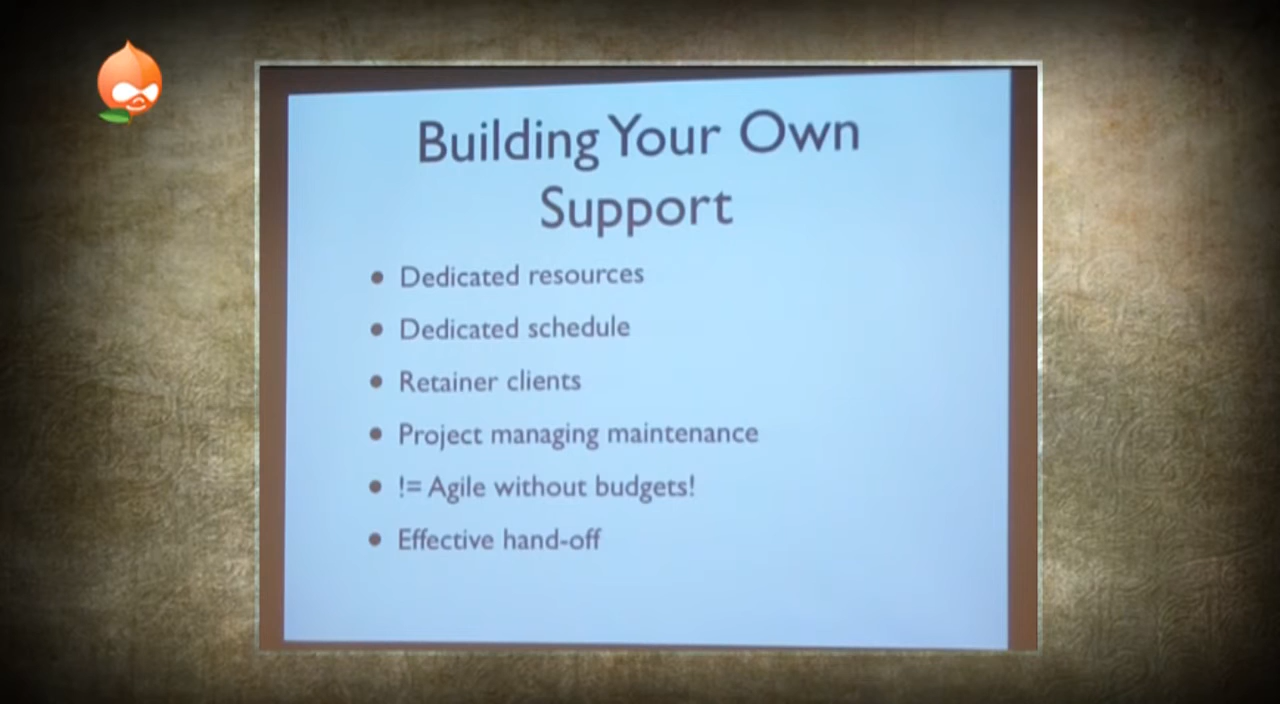 Building Your Own
Support
• Dedicated resources
• Dedicated schedule
• Retainer clients
• Project managing maintenance
• != Agile without budgets!
• Effective hand-off